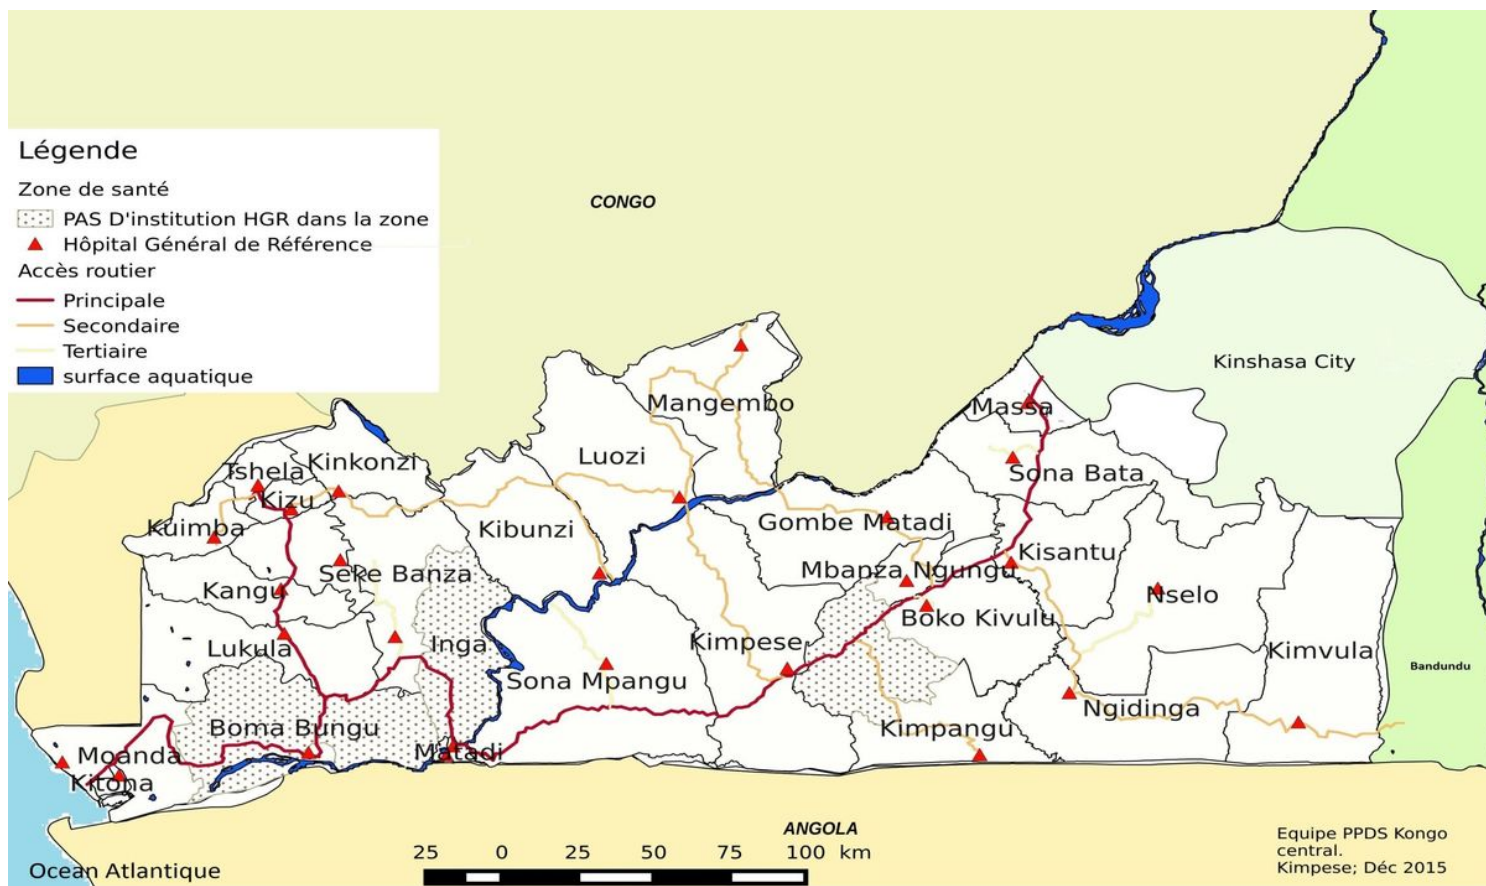 Légende
Zone de santé
PAS D'institution HGR dans la zone
Hôpital Général de Référence
Accès routier
Principale
Secondaire
Tertiaire
surface aquatique
CONGO
Kinshasa City
Mangembo
Massa
Luozi
Kinkonzi
Tshela
Sona Bata
Kizu
Kuimba
Kibunzi
Gombe Matadi
Kisantu
Mbanza Ngungu
Seke Banza
Kangu
Nselo
Boko Kivulu
Inga
Kimpese
Lukula
Kimvula
Bandundu
Sona Mpangu
Ngidinga
Boma Bungu
Kimpangu
Matadi
Moanda
Kitona
ANGOLA
25 0 25 50 75 100 km
Ocean Atlantique
Equipe PPDS Kongo
central.
Kimpese; Déc 2015